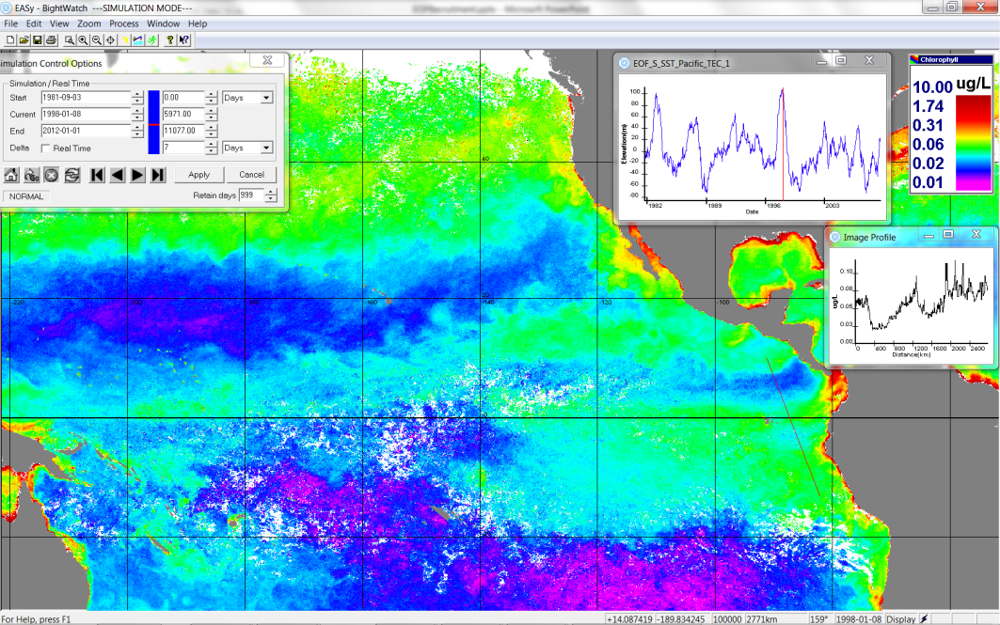 EASy - BightWatch ---SIMULATION MODE---
EOFRecruitment.pptx - Microsoft PowerPoint
File Edit View Zoom Process Window Help
Simulation Control Options
Simulation / Real Time
Start 1981-09-03 0.00 Days
Current 1998-01-08 5971.00
End 2012-01-01 11077.00
Delta Real Time 7 Days
Go
Apply Cancel
NORMAL Retain days 999
EOF_S_SST_Pacific_TEC_1
Elevation(m)
100
80
60
40
20
0
-20
-40
-60
-80
1982 1989 1996 2003
Date
Chlorophyll
10.00 ug/L
1.74
0.31
0.06
0.02
0.01
Image Profile
ug/L
0.10
0.08
0.06
0.03
0.00
0 400 800 1200 1600 2000 2400
Distance(km)
40
20
-140
-120
-100
For Help, press F1
+14.087419 -189.834245 100000 2771km 159° 1998-01-08 Display